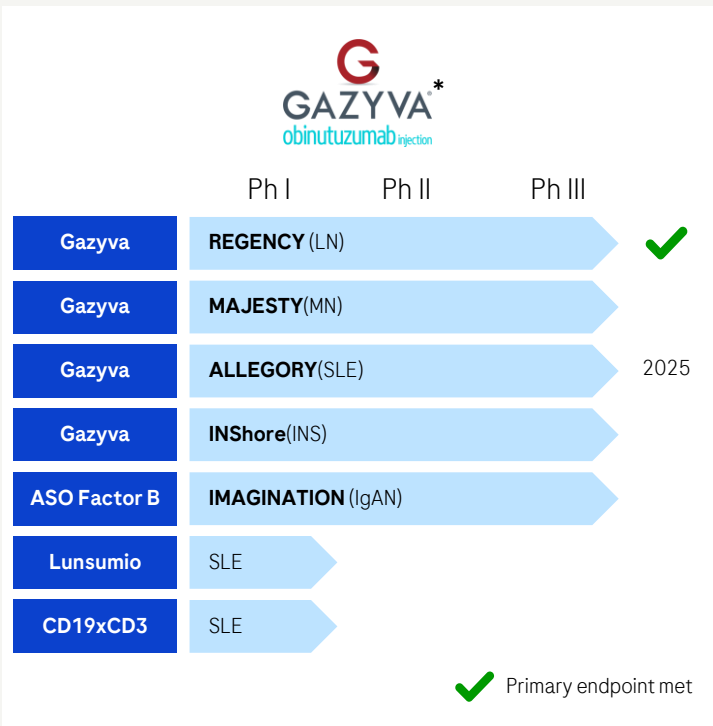 G
GAZYVA®*
obinutuzumab injection
Ph I Ph II Ph III
Gazyva REGENCY (LN)
Gazyva MAJESTY(MN)
Gazyva ALLEGORY(SLE) 2025
Gazyva INShore(INS)
ASO Factor B IMAGINATION (IgAN)
Lunsumio SLE
CD19xCD3 SLE
Primary endpoint met